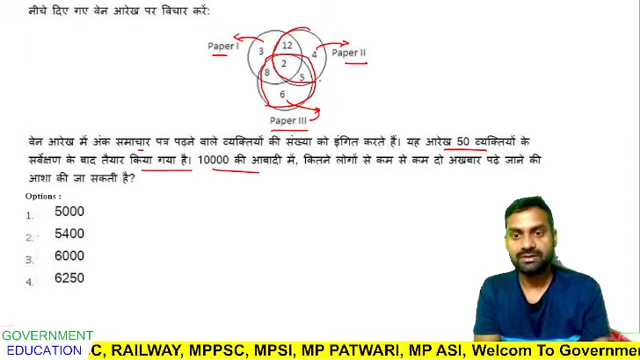 नीचे दिए गए वेन आरेख पर विचार करें:
Paper I
3
12
4
Paper II
2
8
5
6
Paper III
वेन आरेख में अंक समाचार पत्र पढ़ने वाले व्यक्तियों की संख्या को इंगित करते हैं। यह आरेख 50 व्यक्तियों के
सर्वेक्षण के बाद तैयार किया गया है। 10000 की आबादी में, कितने लोगों से कम से कम दो अखबार पढ़े जाने की
आशा की जा सकती है?
Options :
1. 5000
2. 5400
3. 6000
4. 6250
GOVERNMENT
EDUCATION
SC, RAILWAY, MPPSC, MPSI, MP PATWARI, MP ASI, Welcome To Governme